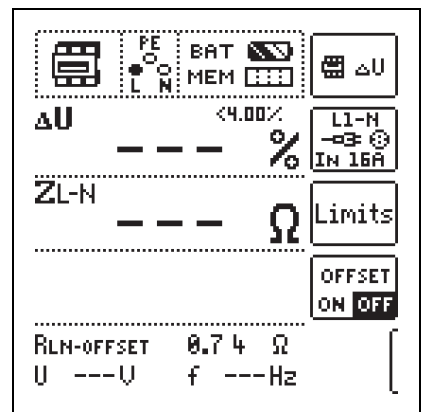 PE
L N
BAT
MEM
ΔU
ΔU <4.00%
--- %
L1-N
IN 16A
ZL-N
--- Ω
Limits
OFFSET
ON OFF
RLN-OFFSET 0.74 Ω
U ---V f ---Hz